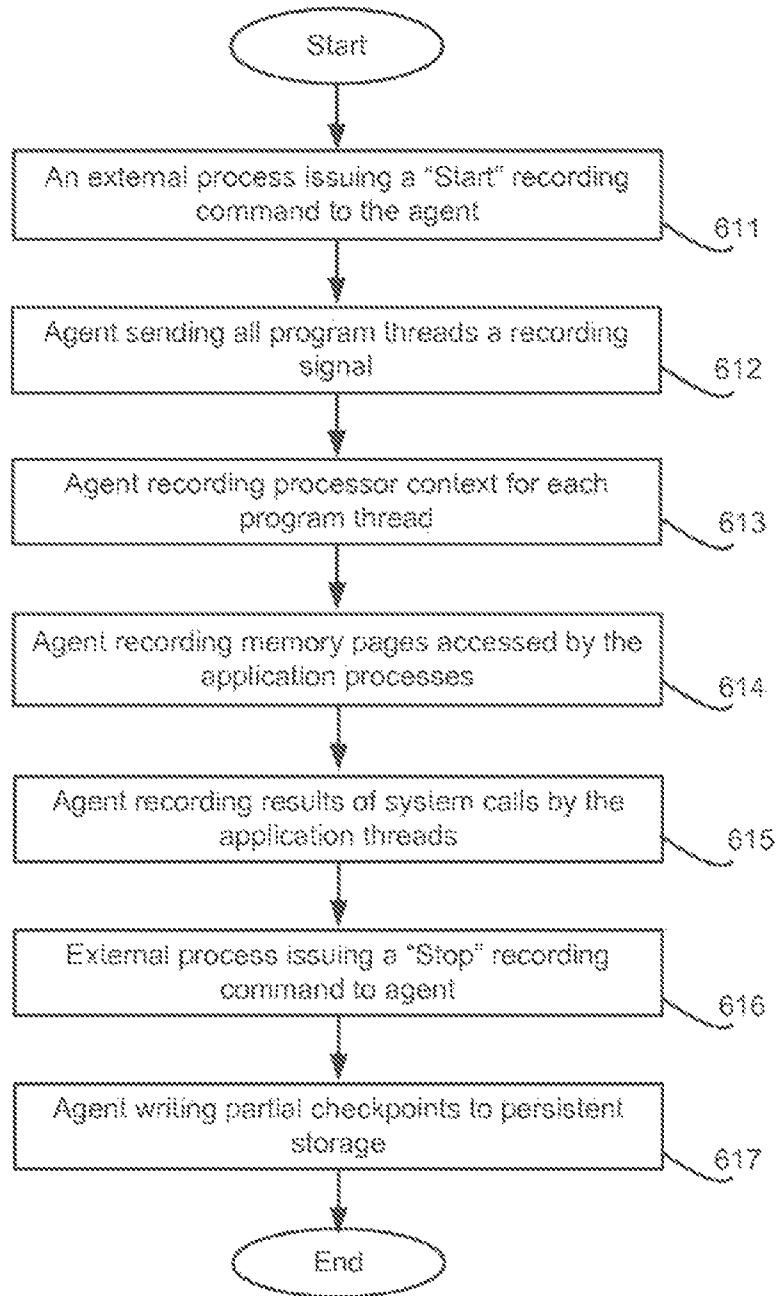 Start
An external process issuing a "Start" recording
command to the agent
611
Agent sending all program threads a recording
signal
612
Agent recording processor context for each
program thread
613
Agent recording memory pages accessed by the
application processes
614
Agent recording results of system calls by the
application threads
615
External process issuing a "Stop" recording
command to agent
616
Agent writing partial checkpoints to persistent
storage
617
End